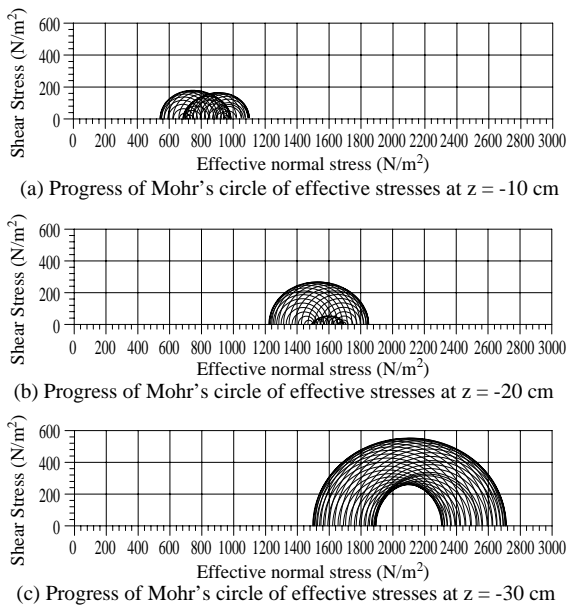 Shear Stress (N/m²)
600
400
200
0
0 200 400 600 800 1000 1200 1400 1600 1800 2000 2200 2400 2600 2800 3000
Effective normal stress (N/m²)
(a) Progress of Mohr's circle of effective stresses at z = -10 cm
Shear Stress (N/m²)
600
400
200
0
0 200 400 600 800 1000 1200 1400 1600 1800 2000 2200 2400 2600 2800 3000
Effective normal stress (N/m²)
(b) Progress of Mohr's circle of effective stresses at z = -20 cm
Shear Stress (N/m²)
600
400
200
0
0 200 400 600 800 1000 1200 1400 1600 1800 2000 2200 2400 2600 2800 3000
Effective normal stress (N/m²)
(c) Progress of Mohr's circle of effective stresses at z = -30 cm